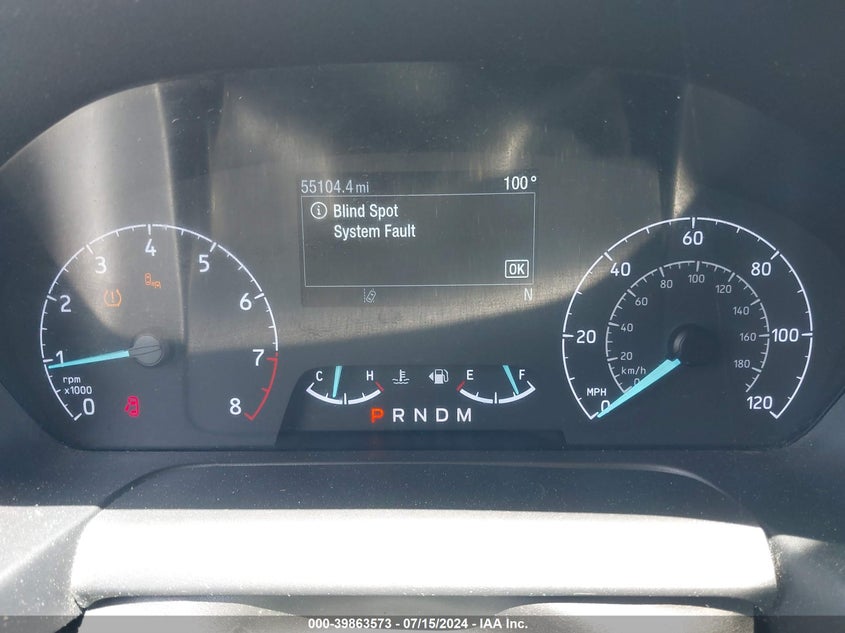 55104.4 mi 100°
Blind Spot
System Fault
OK
N
0 1 2 3 4 5 6 7 8
rpm
x1000
C H E F
P R N D M
0 20 40 60 80 100 120
MPH
0 20 40 60 80 100 120 140 160 180
km/h
000-39863573 / 07/15/2024 - IAA Inc.